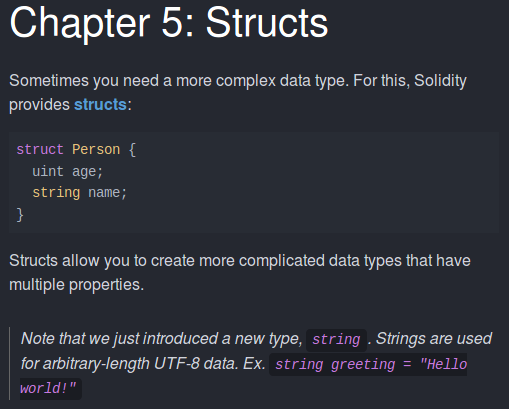 Chapter 5: Structs
Sometimes you need a more complex data type. For this, Solidity
provides structs:
struct Person {
  uint age;
  string name;
}
Structs allow you to create more complicated data types that have
multiple properties.
Note that we just introduced a new type, string . Strings are used
for arbitrary-length UTF-8 data. Ex. string greeting = "Hello
world!"